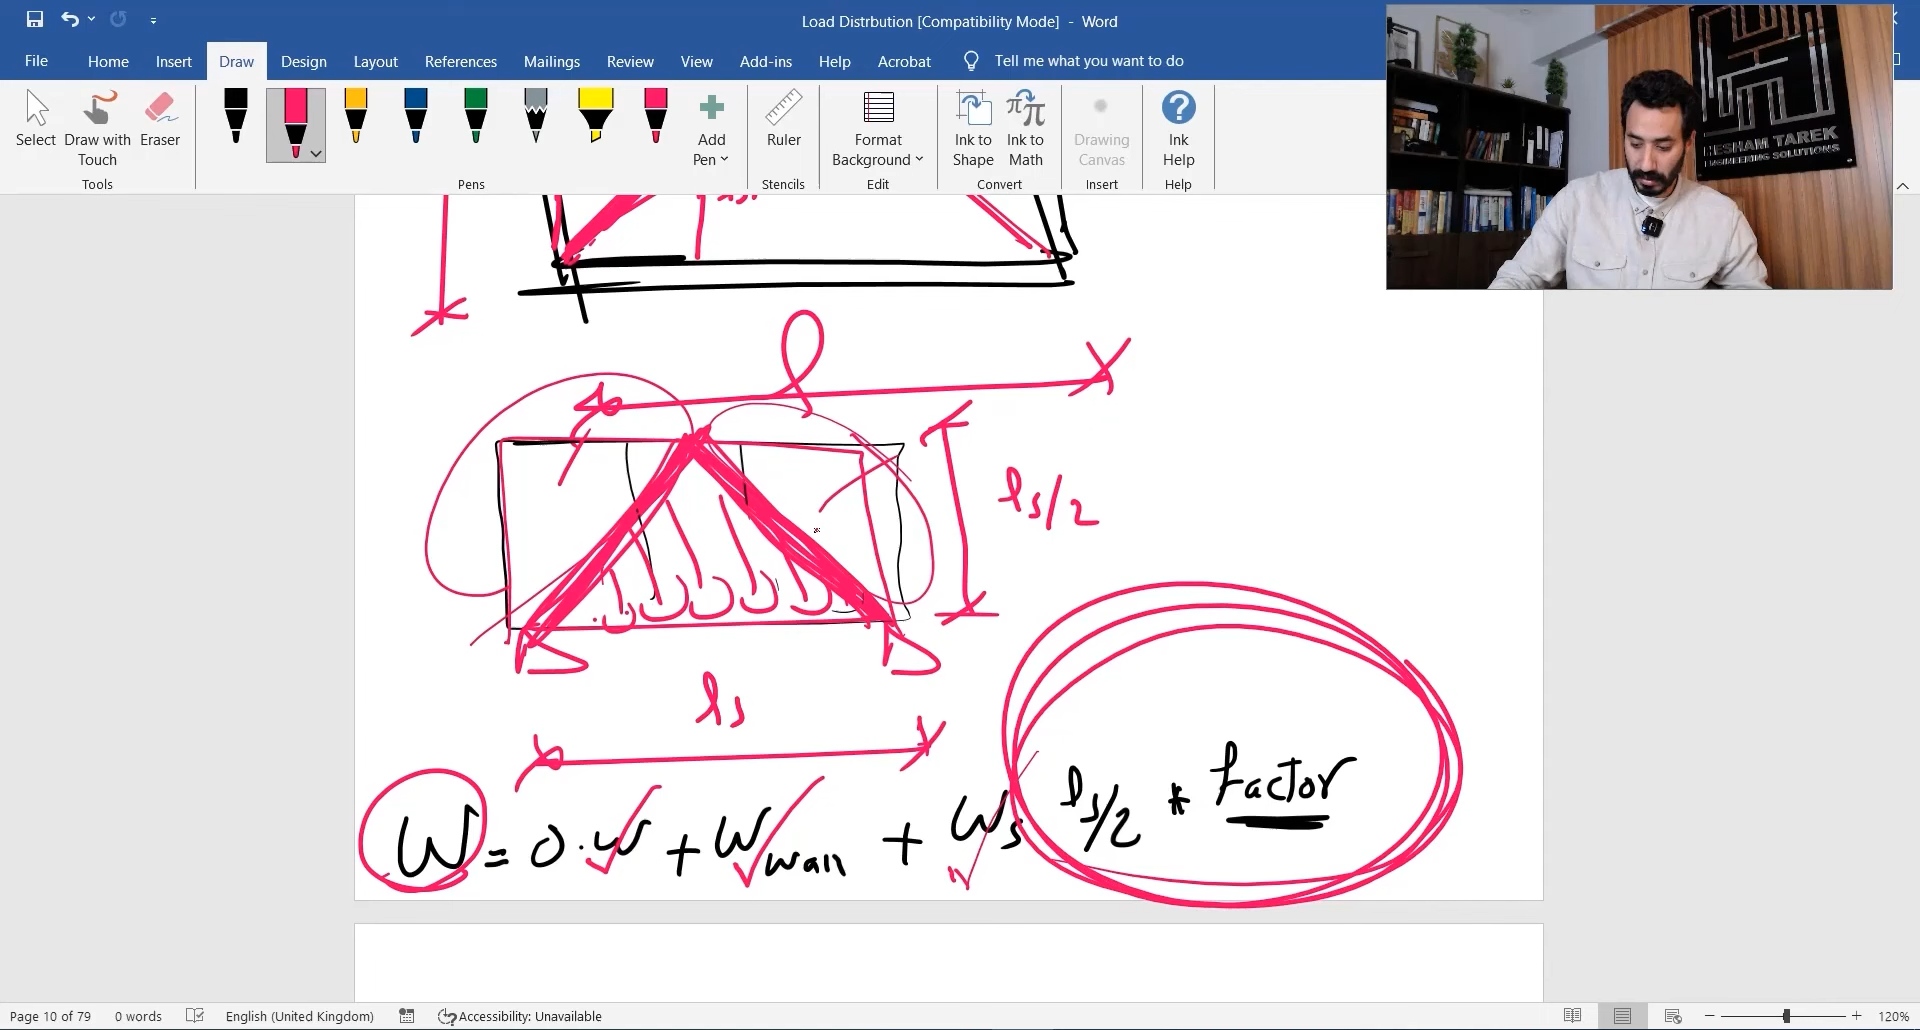 Load Distrbution [Compatibility Mode] - Word
File Home Insert Draw Design Layout References Mailings Review View Add-ins Help Acrobat Tell me what you want to do
Select Draw with Touch Eraser Add Pen Ruler Format Background Ink to Shape Ink to Math Drawing Canvas Ink Help
Tools Pens Stencils Edit Convert Insert Help
HESHAM TAREK
ENGINEERING SOLUTIONS
l
ls/2
ls
W = o.w + Wwall + Ws ls/2 * factor
Page 10 of 79 0 words English (United Kingdom) Accessibility: Unavailable 120%